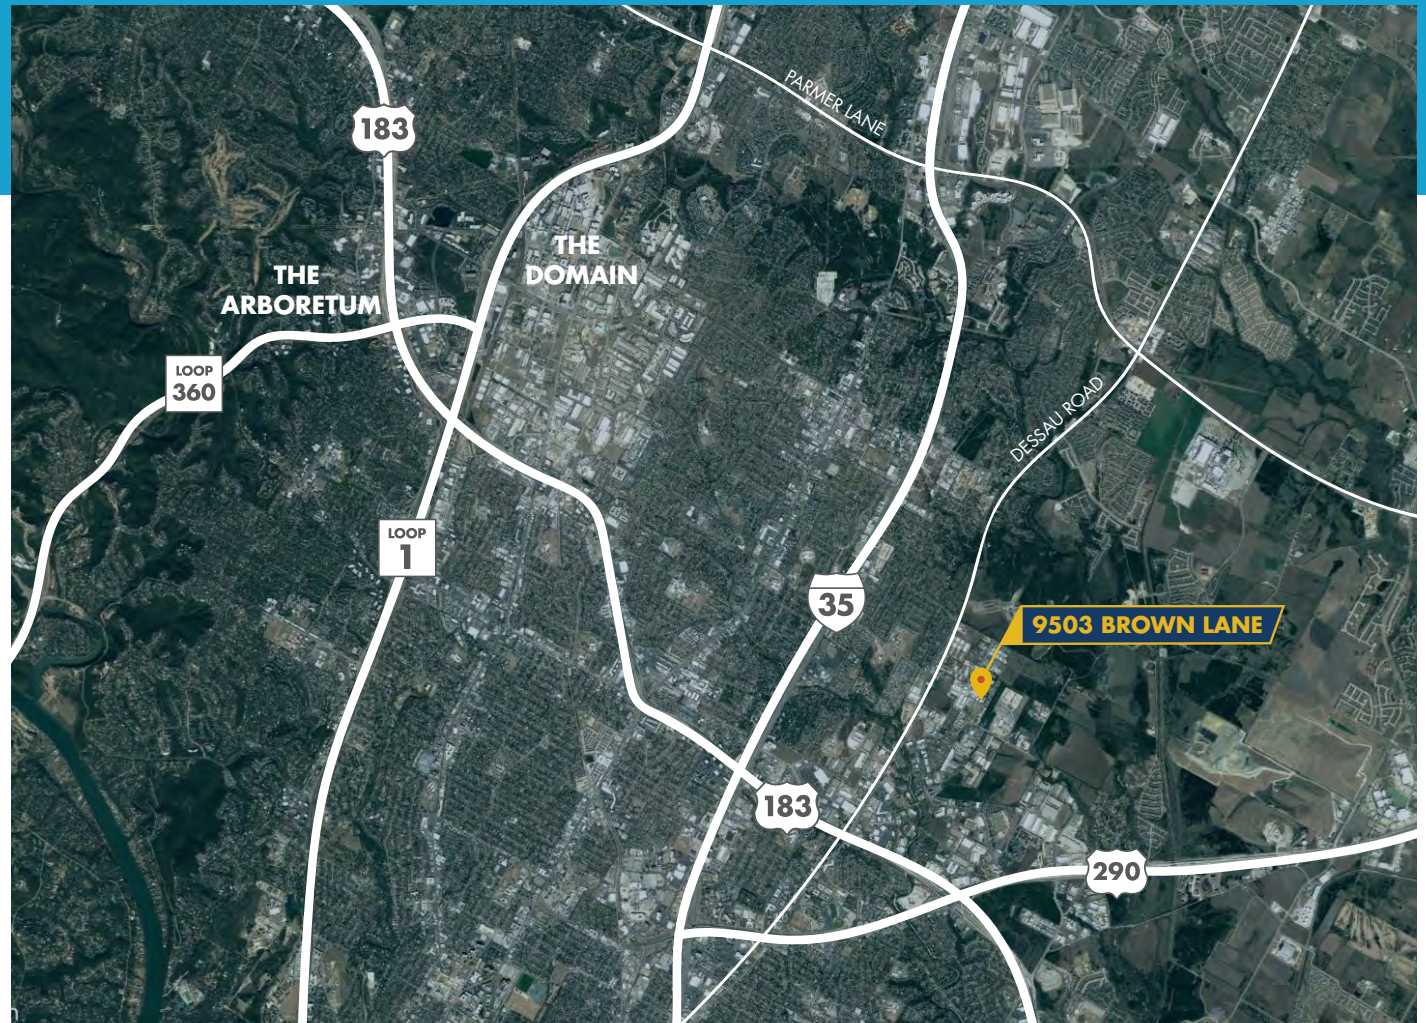 PARMER LANE
183
THE
DOMAIN
THE
ARBORETUM
LOOP
360
DESSAU ROAD
LOOP
1
35
9503 BROWN LANE
183
290